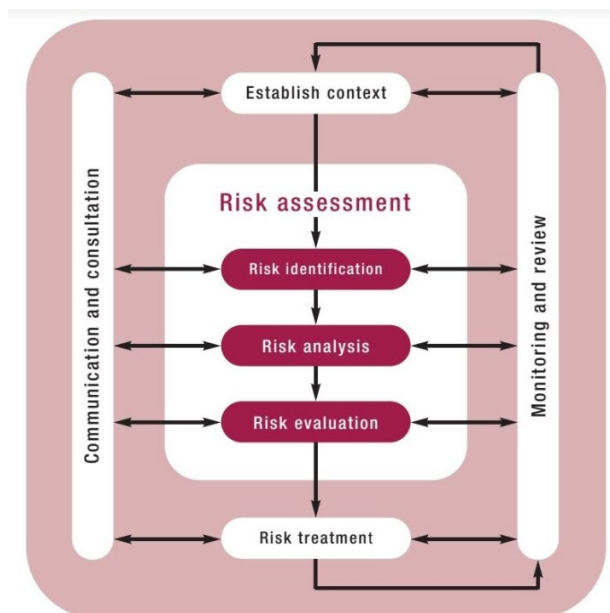 Establish context
Communication and consultation
Monitoring and review
Risk assessment
Risk identification
Risk analysis
Risk evaluation
Risk treatment